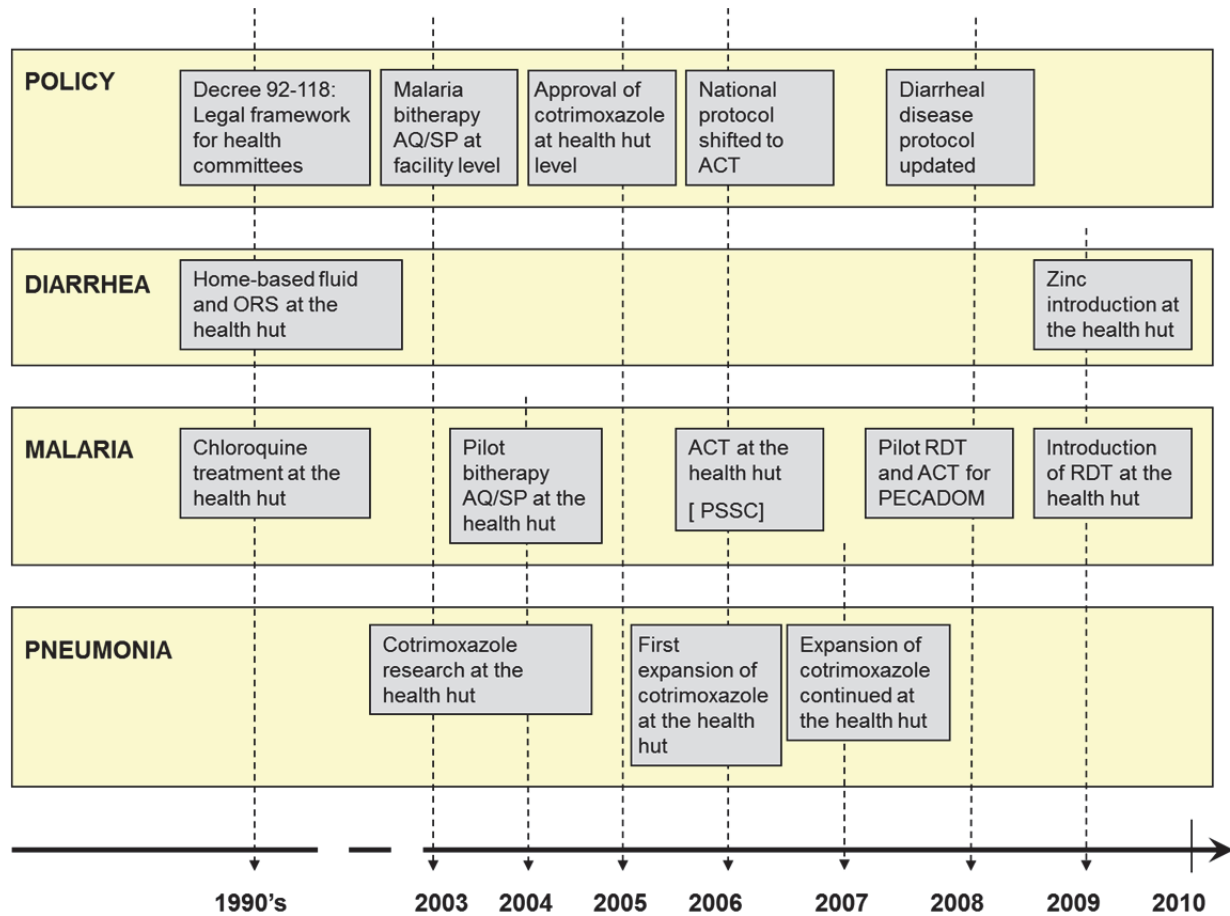 POLICY
Decree 92-118:
Legal framework
for health
committees
Malaria
bitherapy
AQ/SP at
facility level
Approval of
cotrimoxazole
at health hut
level
National
protocol
shifted to
ACT
Diarrheal
disease
protocol
updated
DIARRHEA
Home-based fluid
and ORS at the
health hut
Zinc
introduction at
the health hut
MALARIA
Chloroquine
treatment at the
health hut
Pilot
bitherapy
AQ/SP at the
health hut
ACT at the
health hut
[ PSSC]
Pilot RDT
and ACT for
PECADOM
Introduction
of RDT at the
health hut
PNEUMONIA
Cotrimoxazole
research at the
health hut
First
expansion of
cotrimoxazole
at the health
hut
Expansion of
cotrimoxazole
continued at
the health hut
1990's 2003 2004 2005 2006 2007 2008 2009 2010